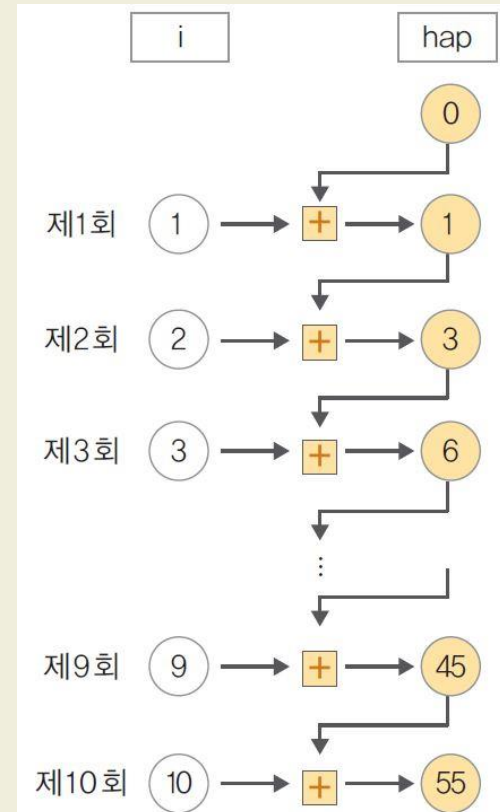 i hap
0
제1회 1 + 1
제2회 2 + 3
제3회 3 + 6
⋮
제9회 9 + 45
제10회 10 + 55